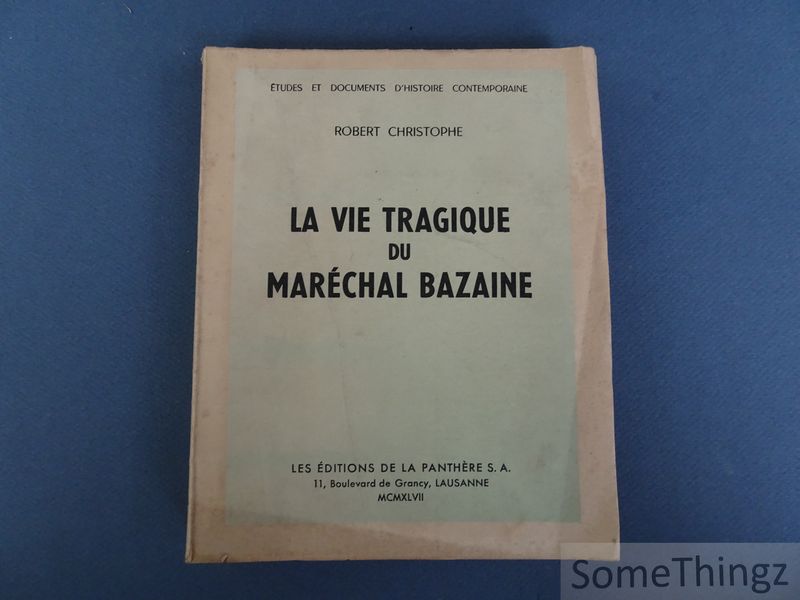 ÉTUDES ET DOCUMENTS D'HISTOIRE CONTEMPORAINE
ROBERT CHRISTOPHE
LA VIE TRAGIQUE
DU
MARÉCHAL BAZAINE
LES ÉDITIONS DE LA PANTHÈRE S. A.
11, Boulevard de Grancy, LAUSANNE
MCMXLVII
SomeThingz